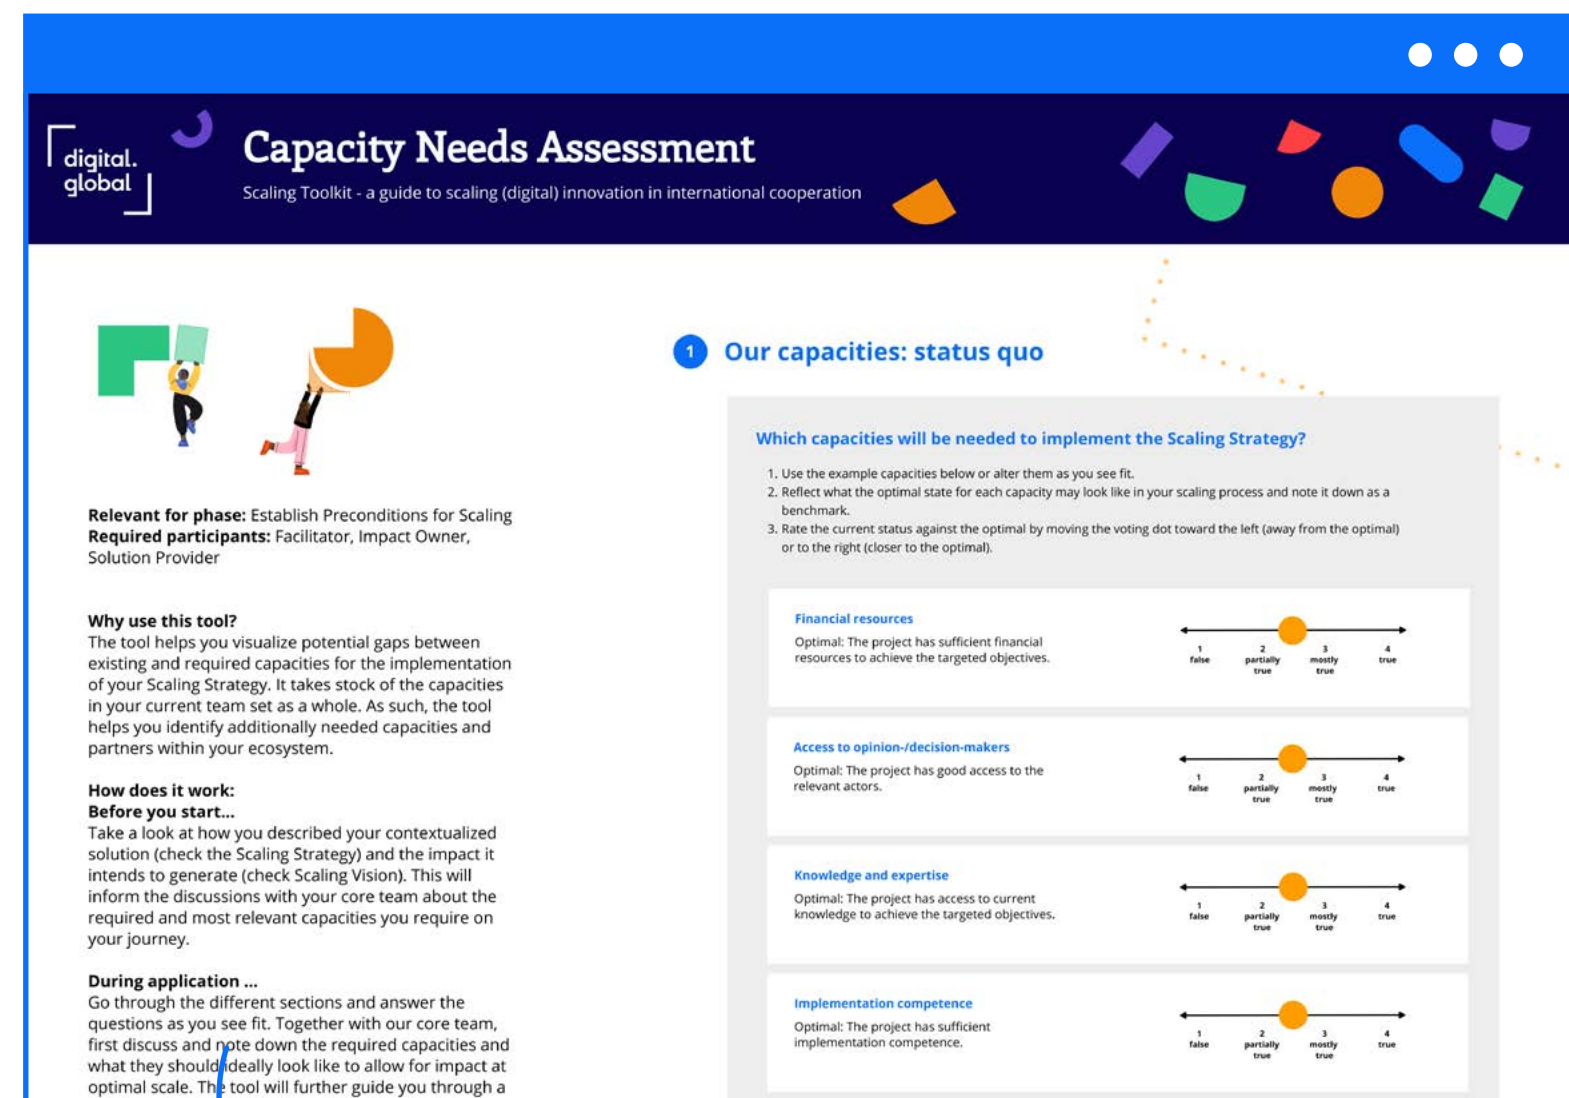 digital.
global
Capacity Needs Assessment
Scaling Toolkit - a guide to scaling (digital) innovation in international cooperation
Relevant for phase: Establish Preconditions for Scaling
Required participants: Facilitator, Impact Owner,
Solution Provider
Why use this tool?
The tool helps you visualize potential gaps between
existing and required capacities for the implementation
of your Scaling Strategy. It takes stock of the capacities
in your current team set as a whole. As such, the tool
helps you identify additionally needed capacities and
partners within your ecosystem.
How does it work:
Before you start...
Take a look at how you described your contextualized
solution (check the Scaling Strategy) and the impact it
intends to generate (check Scaling Vision). This will
inform the discussions with your core team about the
required and most relevant capacities you require on
your journey.
During application ...
Go through the different sections and answer the
questions as you see fit. Together with our core team,
first discuss and note down the required capacities and
what they should ideally look like to allow for impact at
optimal scale. The tool will further guide you through a
1 Our capacities: status quo
Which capacities will be needed to implement the Scaling Strategy?
1. Use the example capacities below or alter them as you see fit.
2. Reflect what the optimal state for each capacity may look like in your scaling process and note it down as a
benchmark.
3. Rate the current status against the optimal by moving the voting dot toward the left (away from the optimal)
or to the right (closer to the optimal).
Financial resources
Optimal: The project has sufficient financial
resources to achieve the targeted objectives.
1 2 3 4
false partially mostly true
true true
Access to opinion-/decision-makers
Optimal: The project has good access to the
relevant actors.
1 2 3 4
false partially mostly true
true true
Knowledge and expertise
Optimal: The project has access to current
knowledge to achieve the targeted objectives.
1 2 3 4
false partially mostly true
true true
Implementation competence
Optimal: The project has sufficient
implementation competence.
1 2 3 4
false partially mostly true
true true